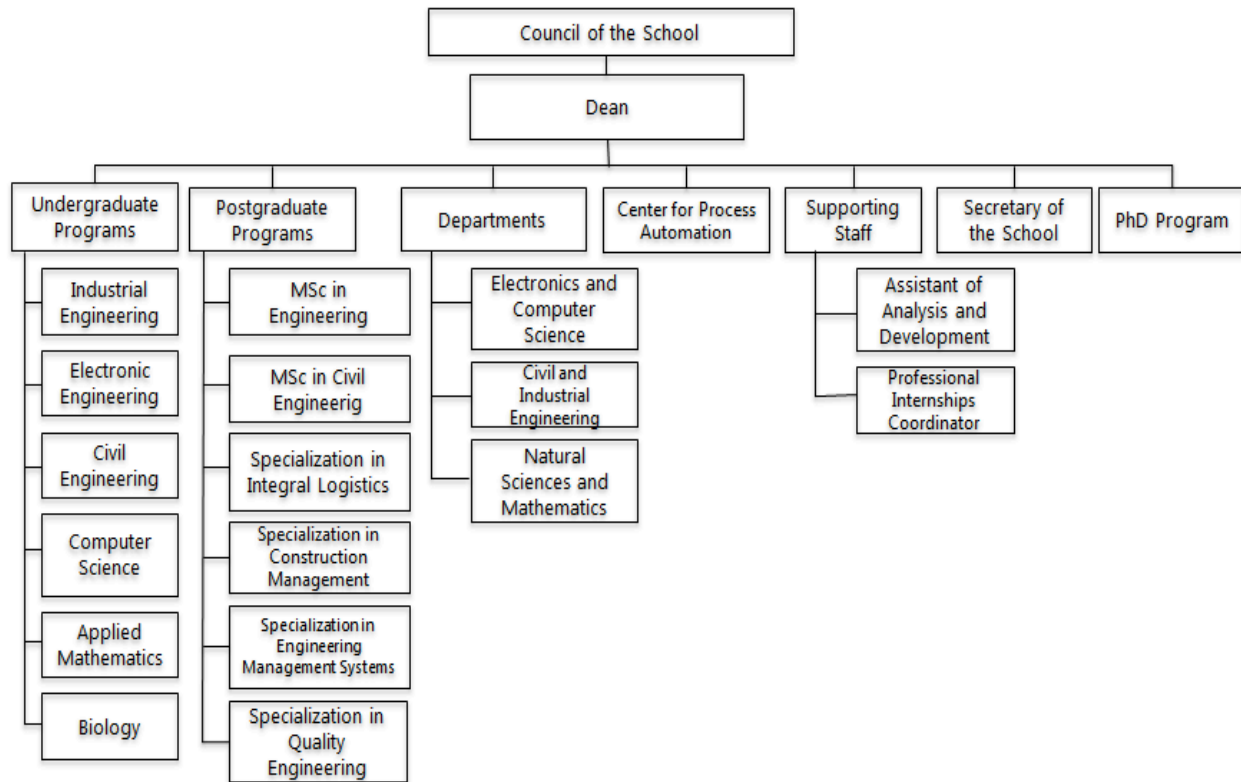 Council of the School
Dean
Undergraduate
Programs
Postgraduate
Programs
Departments
Center for Process
Automation
Supporting
Staff
Secretary of
the School
PhD Program
Industrial
Engineering
Electronic
Engineering
Civil
Engineering
Computer
Science
Applied
Mathematics
Biology
MSc in
Engineering
MSc in Civil
Engineerig
Specialization in
Integral Logistics
Specialization in
Construction
Management
Specialization in
Engineering
Management Systems
Specialization in
Quality
Engineering
Electronics and
Computer
Science
Civil and
Industrial
Engineering
Natural
Sciences and
Mathematics
Assistant of
Analysis and
Development
Professional
Internships
Coordinator